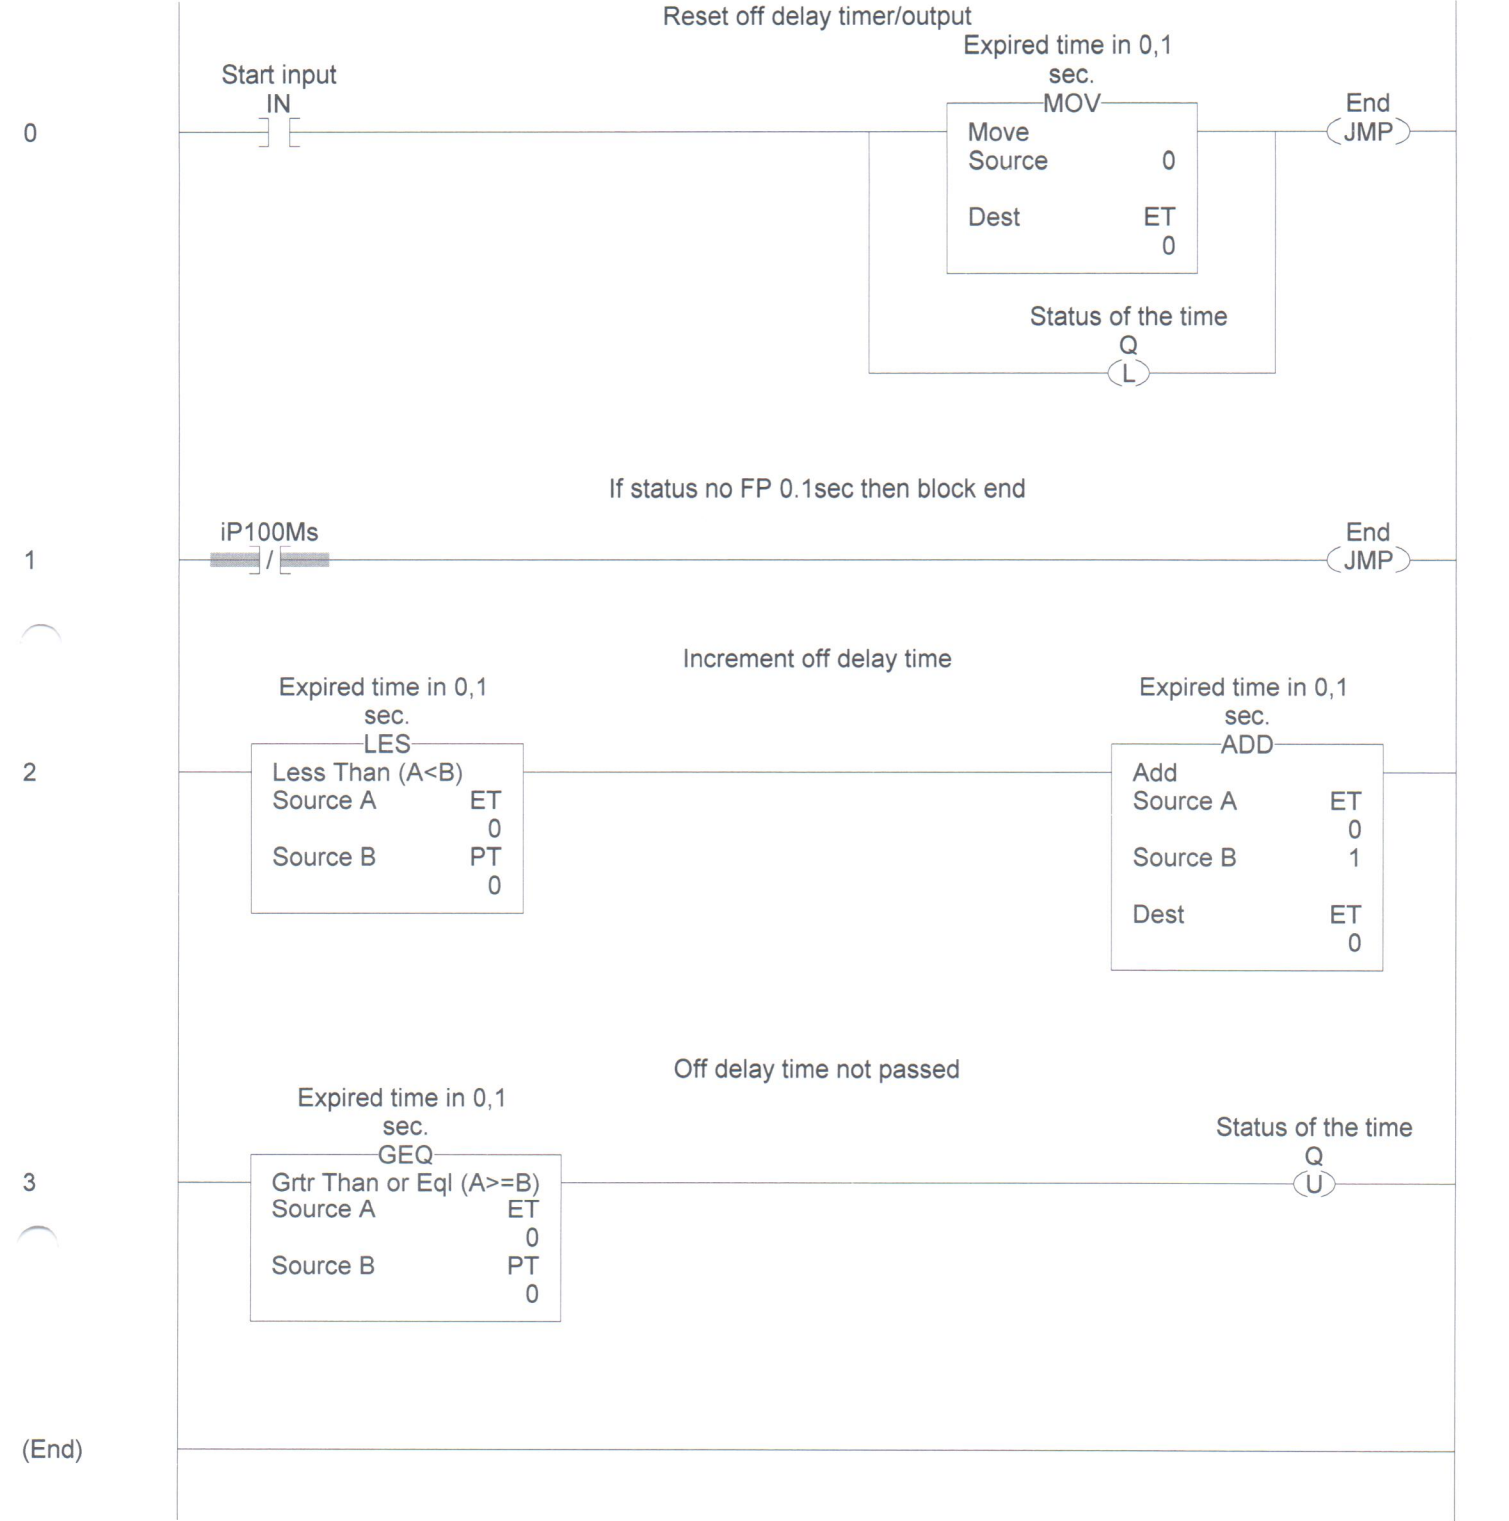 Reset off delay timer/output
Expired time in 0,1
sec.
Start input
IN
MOV
End
0
Move
JMP
Source 0
Dest ET
0
Status of the time
Q
L
If status no FP 0.1sec then block end
iP100Ms
End
1
/
JMP
Increment off delay time
Expired time in 0,1
sec.
LES
Expired time in 0,1
sec.
ADD
2
Less Than (A<B)
Source A ET
0
Source B PT
0
Add
Source A ET
0
Source B 1
Dest ET
0
Off delay time not passed
Expired time in 0,1
sec.
GEQ
Status of the time
Q
3
Grtr Than or Eql (A>=B)
U
Source A ET
0
Source B PT
0
(End)